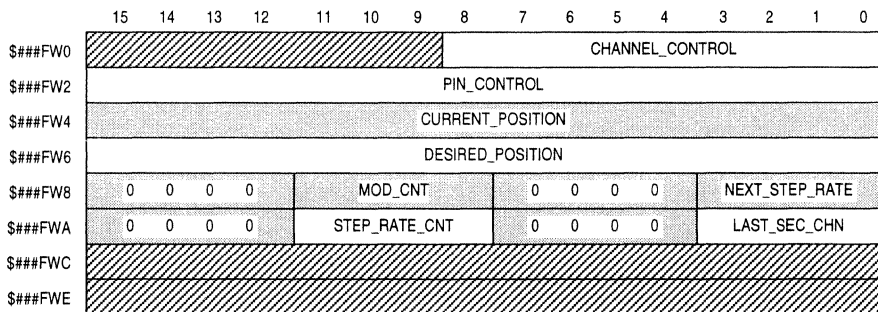 15 14 13 12 11 10 9 8 7 6 5 4 3 2 1 0
$###FW0 CHANNEL_CONTROL
$###FW2 PIN_CONTROL
$###FW4 CURRENT_POSITION
$###FW6 DESIRED_POSITION
$###FW8 0 0 0 0 MOD_CNT 0 0 0 0 NEXT_STEP_RATE
$###FWA 0 0 0 0 STEP_RATE_CNT 0 0 0 0 LAST_SEC_CHN
$###FWC
$###FWE